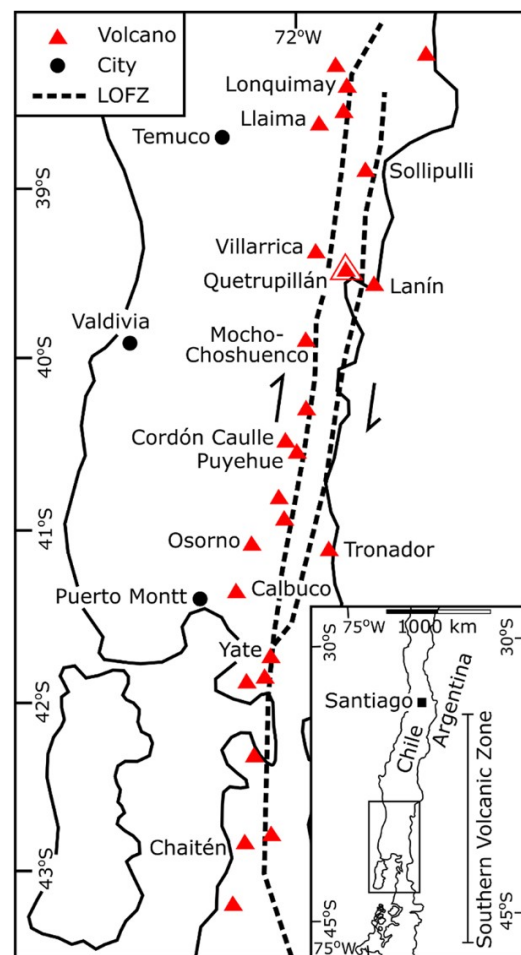 Volcano
City
LOFZ
72°W
Lonquimay
Llaima
Temuco
39°S
Sollipulli
Villarrica
Quetrupillán
Lanín
Valdivia
Mocho-
Choshuenco
40°S
Cordón Caulle
Puyehue
41°S
Osorno
Tronador
Puerto Montt
Calbuco
Yate
42°S
Chaitén
43°S
75°W
1000 km
30°S
30°S
Santiago
Chile
Argentina
Southern Volcanic Zone
45°S
75°W
45°S